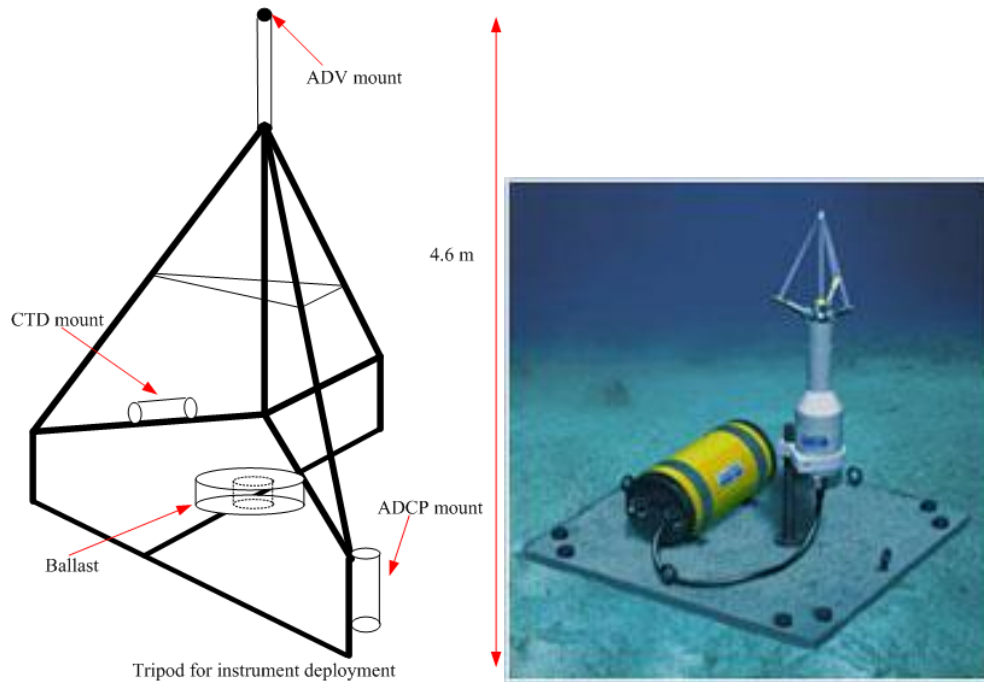 ADV mount
4.6 m
CTD mount
ADCP mount
Ballast
Tripod for instrument deployment